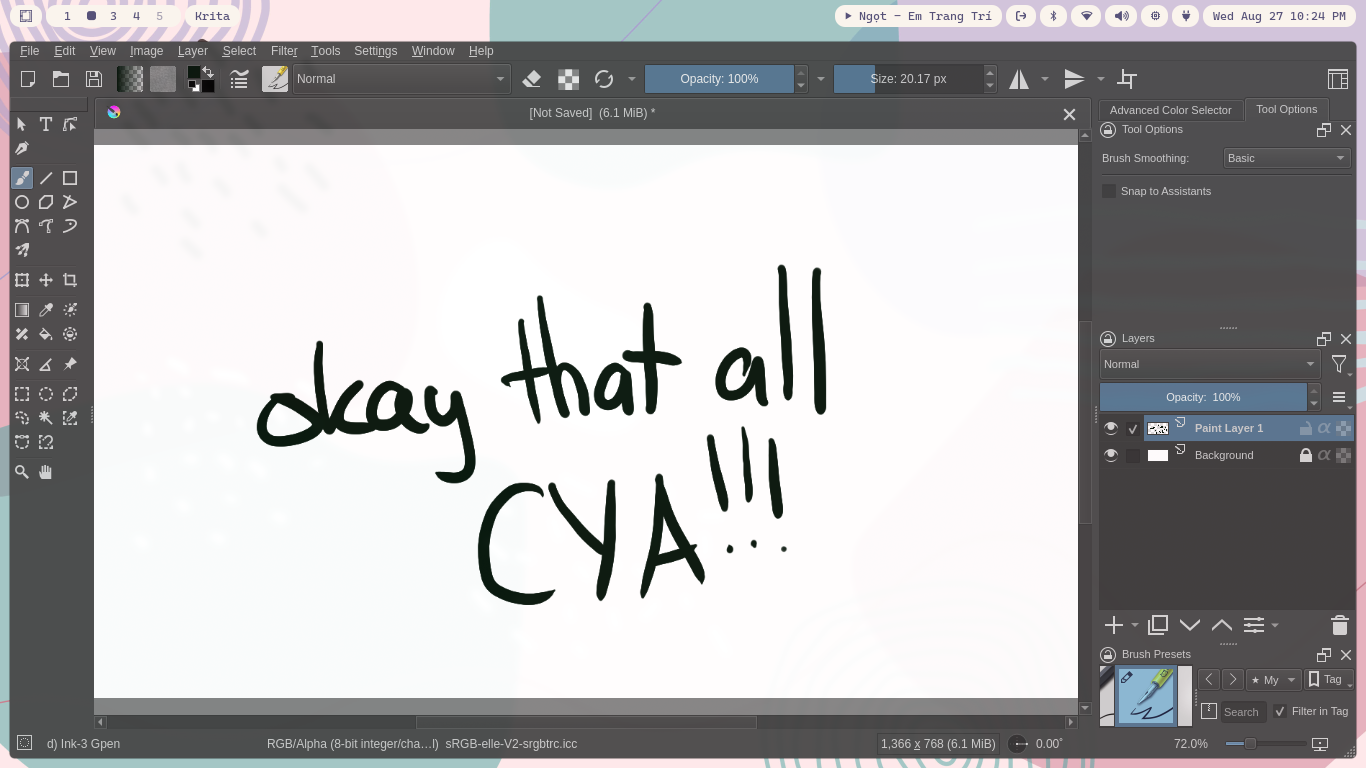 1 3 4 5 Krita Ngọt – Em Trang Trí Wed Aug 27 10:24 PM
File Edit View Image Layer Select Filter Tools Settings Window Help
Normal Opacity: 100% Size: 20.17 px
[Not Saved] (6.1 MiB) *
Advanced Color Selector Tool Options
Tool Options
Brush Smoothing: Basic
Snap to Assistants
okay that all
CYA!!!
Layers
Normal
Opacity: 100%
Paint Layer 1
Background
Brush Presets
★ My Tag
Search Filter in Tag
d) Ink-3 Gpen RGB/Alpha (8-bit integer/cha…l) sRGB-elle-V2-srgbtrc.icc 1,366 x 768 (6.1 MiB) 0.00° 72.0%